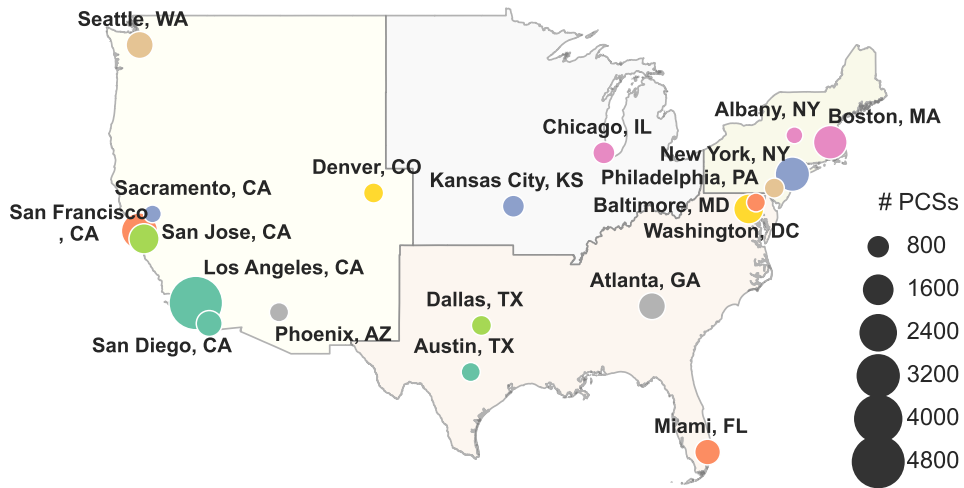 Seattle, WA
Albany, NY
Boston, MA
Chicago, IL
New York, NY
Denver, CO
Philadelphia, PA
Kansas City, KS
Sacramento, CA
# PCSs
Baltimore, MD
San Francisco
, CA
San Jose, CA
Washington, DC
800
Los Angeles, CA
Atlanta, GA
1600
Dallas, TX
2400
Phoenix, AZ
San Diego, CA
Austin, TX
3200
4000
Miami, FL
4800